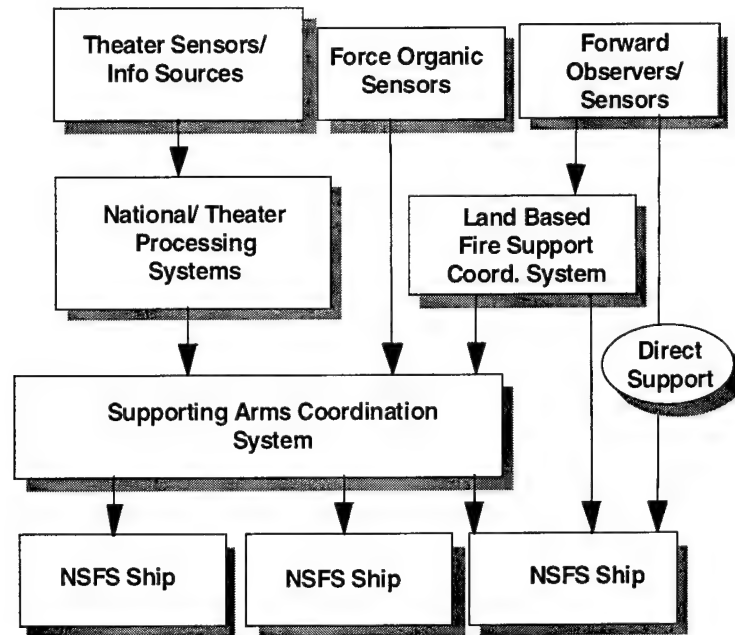 Theater Sensors/
Info Sources
Force Organic
Sensors
Forward
Observers/
Sensors
National/ Theater
Processing
Systems
Land Based
Fire Support
Coord. System
Direct
Support
Supporting Arms Coordination
System
NSFS Ship
NSFS Ship
NSFS Ship